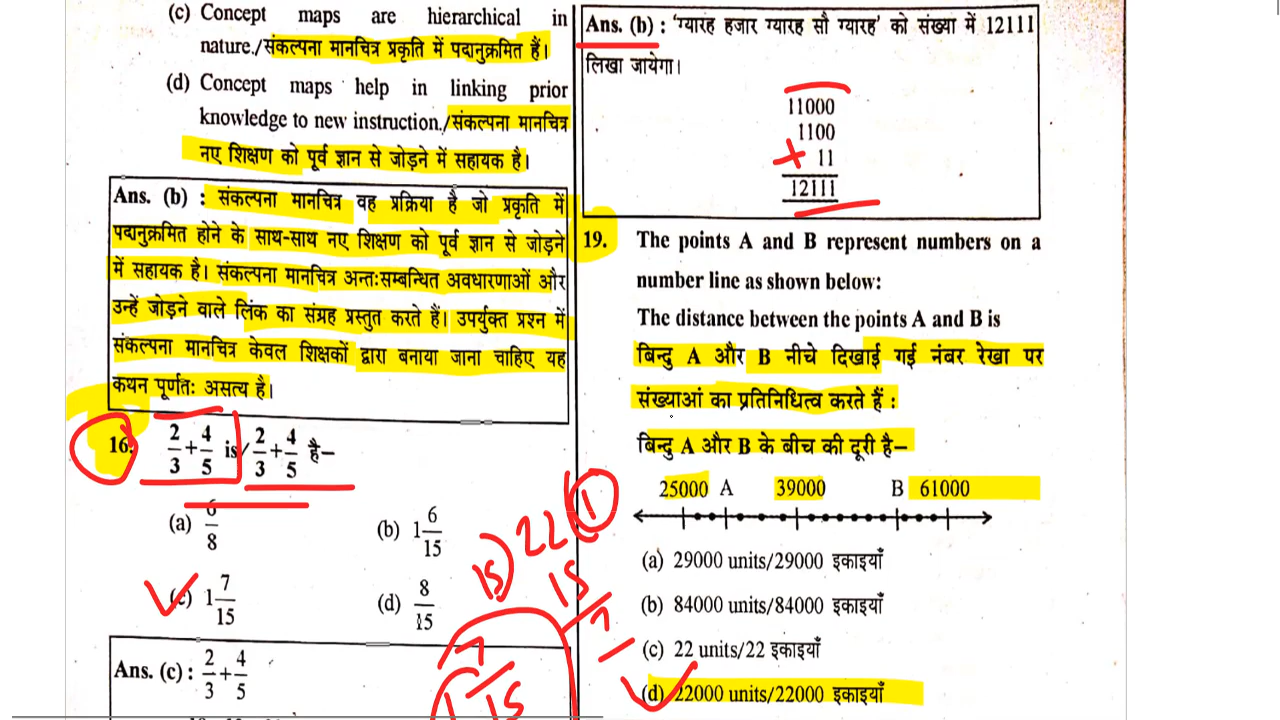 (c) Concept maps are hierarchical in
nature./संकल्पना मानचित्र प्रकृति में पद्यनुक्रमित हैं।
(d) Concept maps help in linking prior
knowledge to new instruction./संकल्पना मानचित्र
नए शिक्षण को पूर्व ज्ञान से जोड़ने में सहायक है।
Ans. (b) : संकल्पना मानचित्र वह प्रक्रिया है जो प्रकृति में
पद्यनुक्रमित होने के साथ-साथ नए शिक्षण को पूर्व ज्ञान से जोड़ने
में सहायक है। संकल्पना मानचित्र अन्तःसम्बन्धित अवधारणाओं और
उन्हें जोड़ने वाले लिंक का संग्रह प्रस्तुत करते हैं। उपर्युक्त प्रश्न में
संकल्पना मानचित्र केवल शिक्षकों द्वारा बनाया जाना चाहिए यह
कथन पूर्णतः असत्य है।
16. 2/3 + 4/5 is/ 2/3 + 4/5 है–
(a) 6/8 (b) 1 6/15
(c) 1 7/15 (d) 8/15
15) 22 (1
15
7
1 7/15
Ans. (c) : 2/3 + 4/5
Ans. (b) : 'ग्यारह हजार ग्यारह सौ ग्यारह' को संख्या में 12111
लिखा जायेगा।
11000
1100
+ 11
12111
19. The points A and B represent numbers on a
number line as shown below:
The distance between the points A and B is
बिन्दु A और B नीचे दिखाई गई नंबर रेखा पर
संख्याओं का प्रतिनिधित्व करते हैं :
बिन्दु A और B के बीच की दूरी है–
25000 A 39000 B 61000
(a) 29000 units/29000 इकाइयाँ
(b) 84000 units/84000 इकाइयाँ
(c) 22 units/22 इकाइयाँ
(d) 22000 units/22000 इकाइयाँ